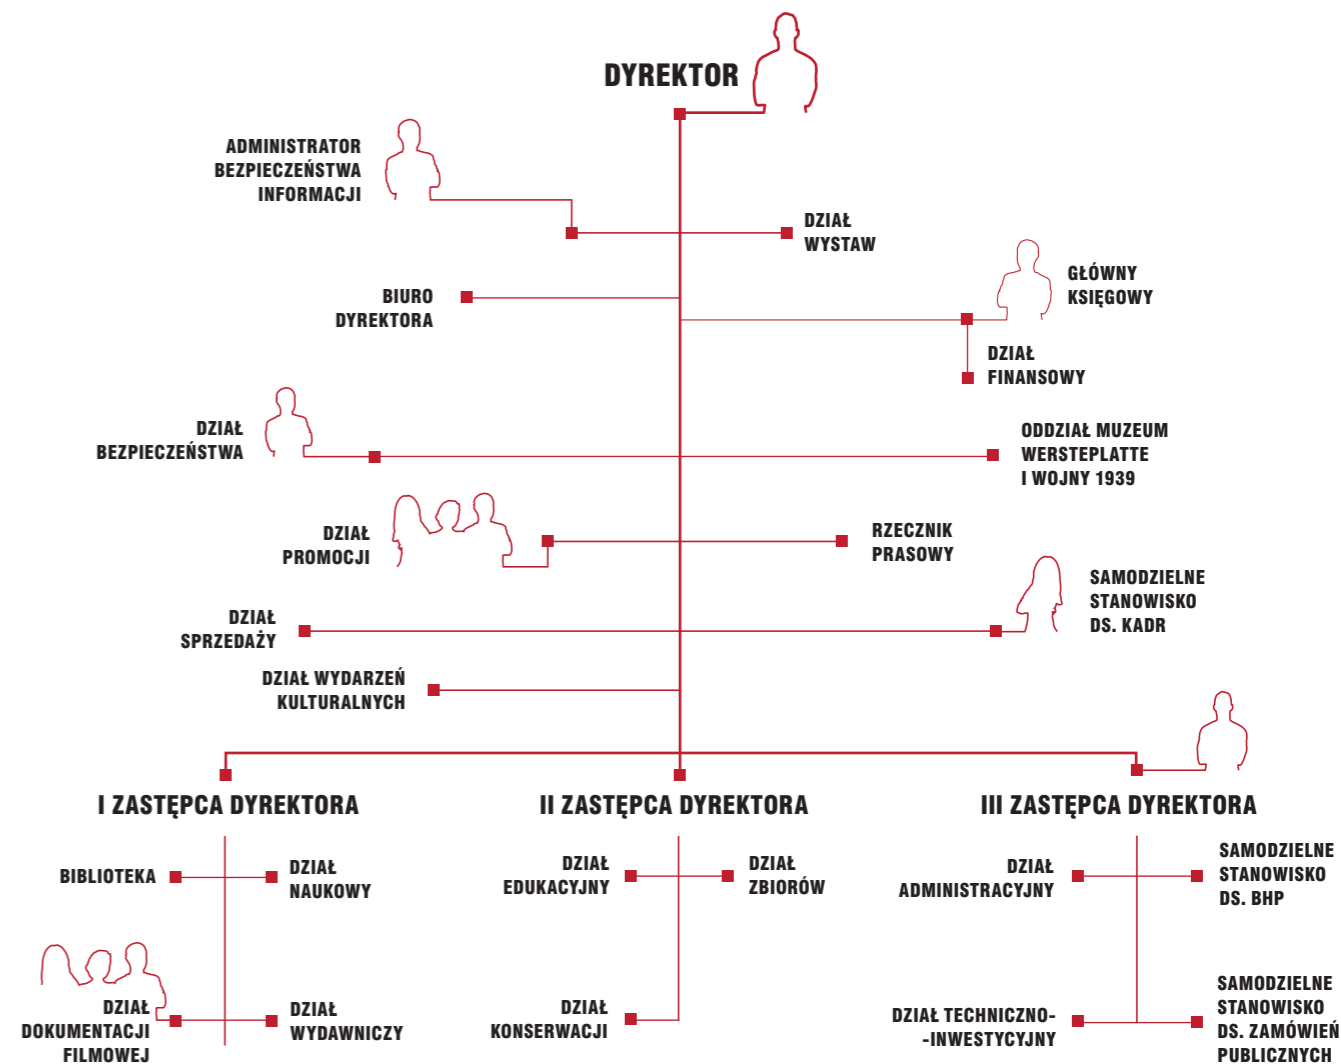 DYREKTOR
ADMINISTRATOR
BEZPIECZEŃSTWA
INFORMACJI
DZIAŁ
WYSTAW
BIURO
DYREKTORA
GŁÓWNY
KSIĘGOWY
DZIAŁ
FINANSOWY
DZIAŁ
BEZPIECZEŃSTWA
ODDZIAŁ MUZEUM
WERSTEPLATTE
I WOJNY 1939
DZIAŁ
PROMOCJI
RZECZNIK
PRASOWY
SAMODZIELNE
STANOWISKO
DS. KADR
DZIAŁ
SPRZEDAŻY
DZIAŁ WYDARZEŃ
KULTURALNYCH
I ZASTĘPCA DYREKTORA
II ZASTĘPCA DYREKTORA
III ZASTĘPCA DYREKTORA
BIBLIOTEKA
DZIAŁ
NAUKOWY
DZIAŁ
DOKUMENTACJI
FILMOWEJ
DZIAŁ
WYDAWNICZY
DZIAŁ
EDUKACYJNY
DZIAŁ
ZBIORÓW
DZIAŁ
KONSERWACJI
DZIAŁ
ADMINISTRACYJNY
SAMODZIELNE
STANOWISKO
DS. BHP
DZIAŁ TECHNICZNO-
-INWESTYCYJNY
SAMODZIELNE
STANOWISKO
DS. ZAMÓWIEŃ
PUBLICZNYCH